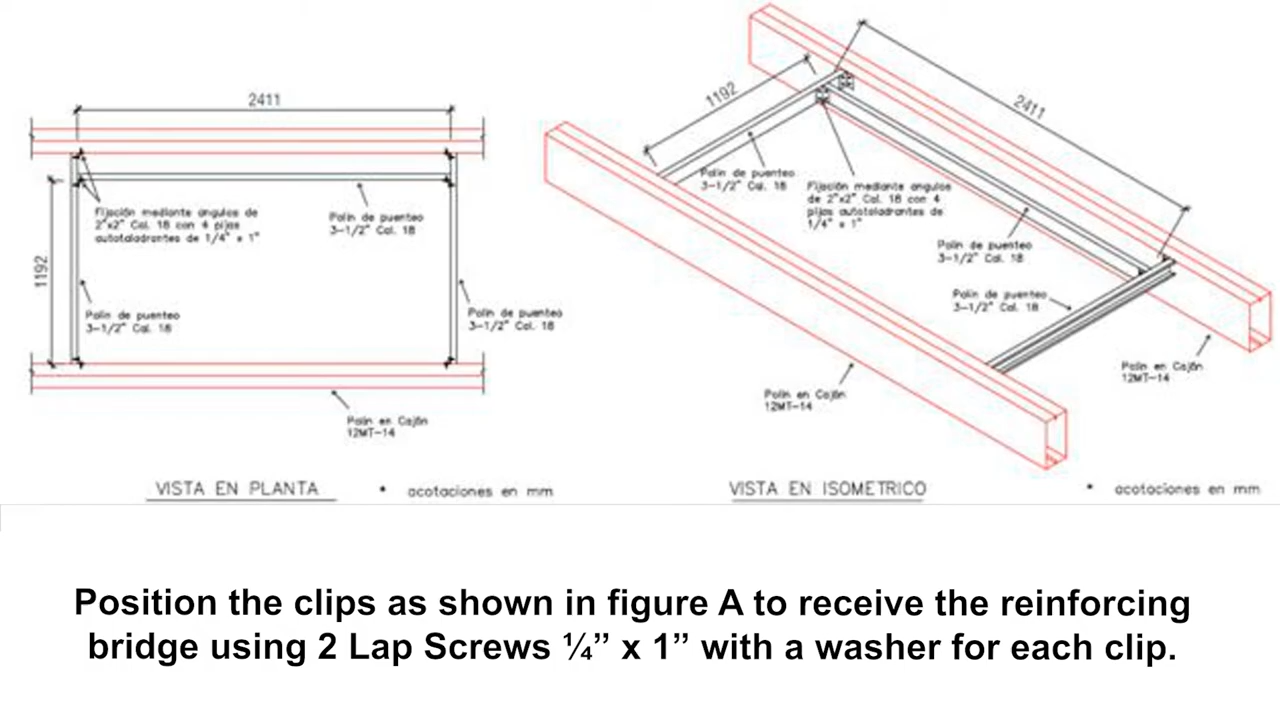 2411
Fijación mediante angulos de
2"x2" Cal. 18 con 4 pijas
autotaladrantes de 1/4" x 1"
Polin de puenteo
3-1/2" Cal. 18
1192
Polin de puenteo
3-1/2" Cal. 18
Polin de puenteo
3-1/2" Cal. 18
Polin en Cajón
12MT-14
VISTA EN PLANTA
* acotaciones en mm
1192
2411
Polin de puenteo
3-1/2" Cal. 18
Fijación mediante angulos
de 2"x2" Cal. 18 con 4
pijas autotaladrantes de
1/4" x 1"
Polin de puenteo
3-1/2" Cal. 18
Polin de puenteo
3-1/2" Cal. 18
Polin en Cajón
12MT-14
Polin en Cajón
12MT-14
VISTA EN ISOMETRICO
* acotaciones en mm
Position the clips as shown in figure A to receive the reinforcing
bridge using 2 Lap Screws ¼” x 1” with a washer for each clip.